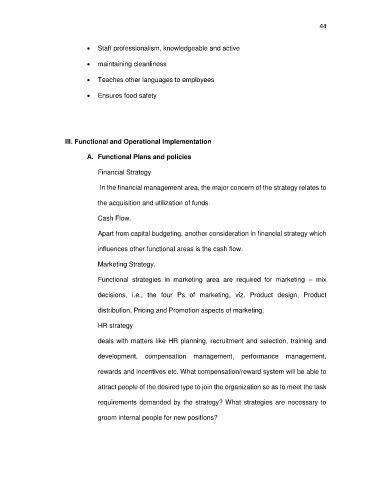 44
• Staff professionalism, knowledgeable and active
• maintaining cleanliness
• Teaches other languages to employees
• Ensures food safety
III. Functional and Operational Implementation
A. Functional Plans and policies
Financial Strategy
In the financial management area, the major concern of the strategy relates to
the acquisition and utilization of funds.
Cash Flow.
Apart from capital budgeting, another consideration in financial strategy which
influences other functional areas is the cash flow.
Marketing Strategy.
Functional strategies in marketing area are required for marketing – mix
decisions, i.e., the four Ps of marketing, viz. Product design, Product
distribution, Pricing and Promotion aspects of marketing.
HR strategy
deals with matters like HR planning, recruitment and selection, training and
development, compensation management, performance management,
rewards and incentives etc. What compensation/reward system will be able to
attract people of the desired type to join the organization so as to meet the task
requirements demanded by the strategy? What strategies are necessary to
groom internal people for new positions?